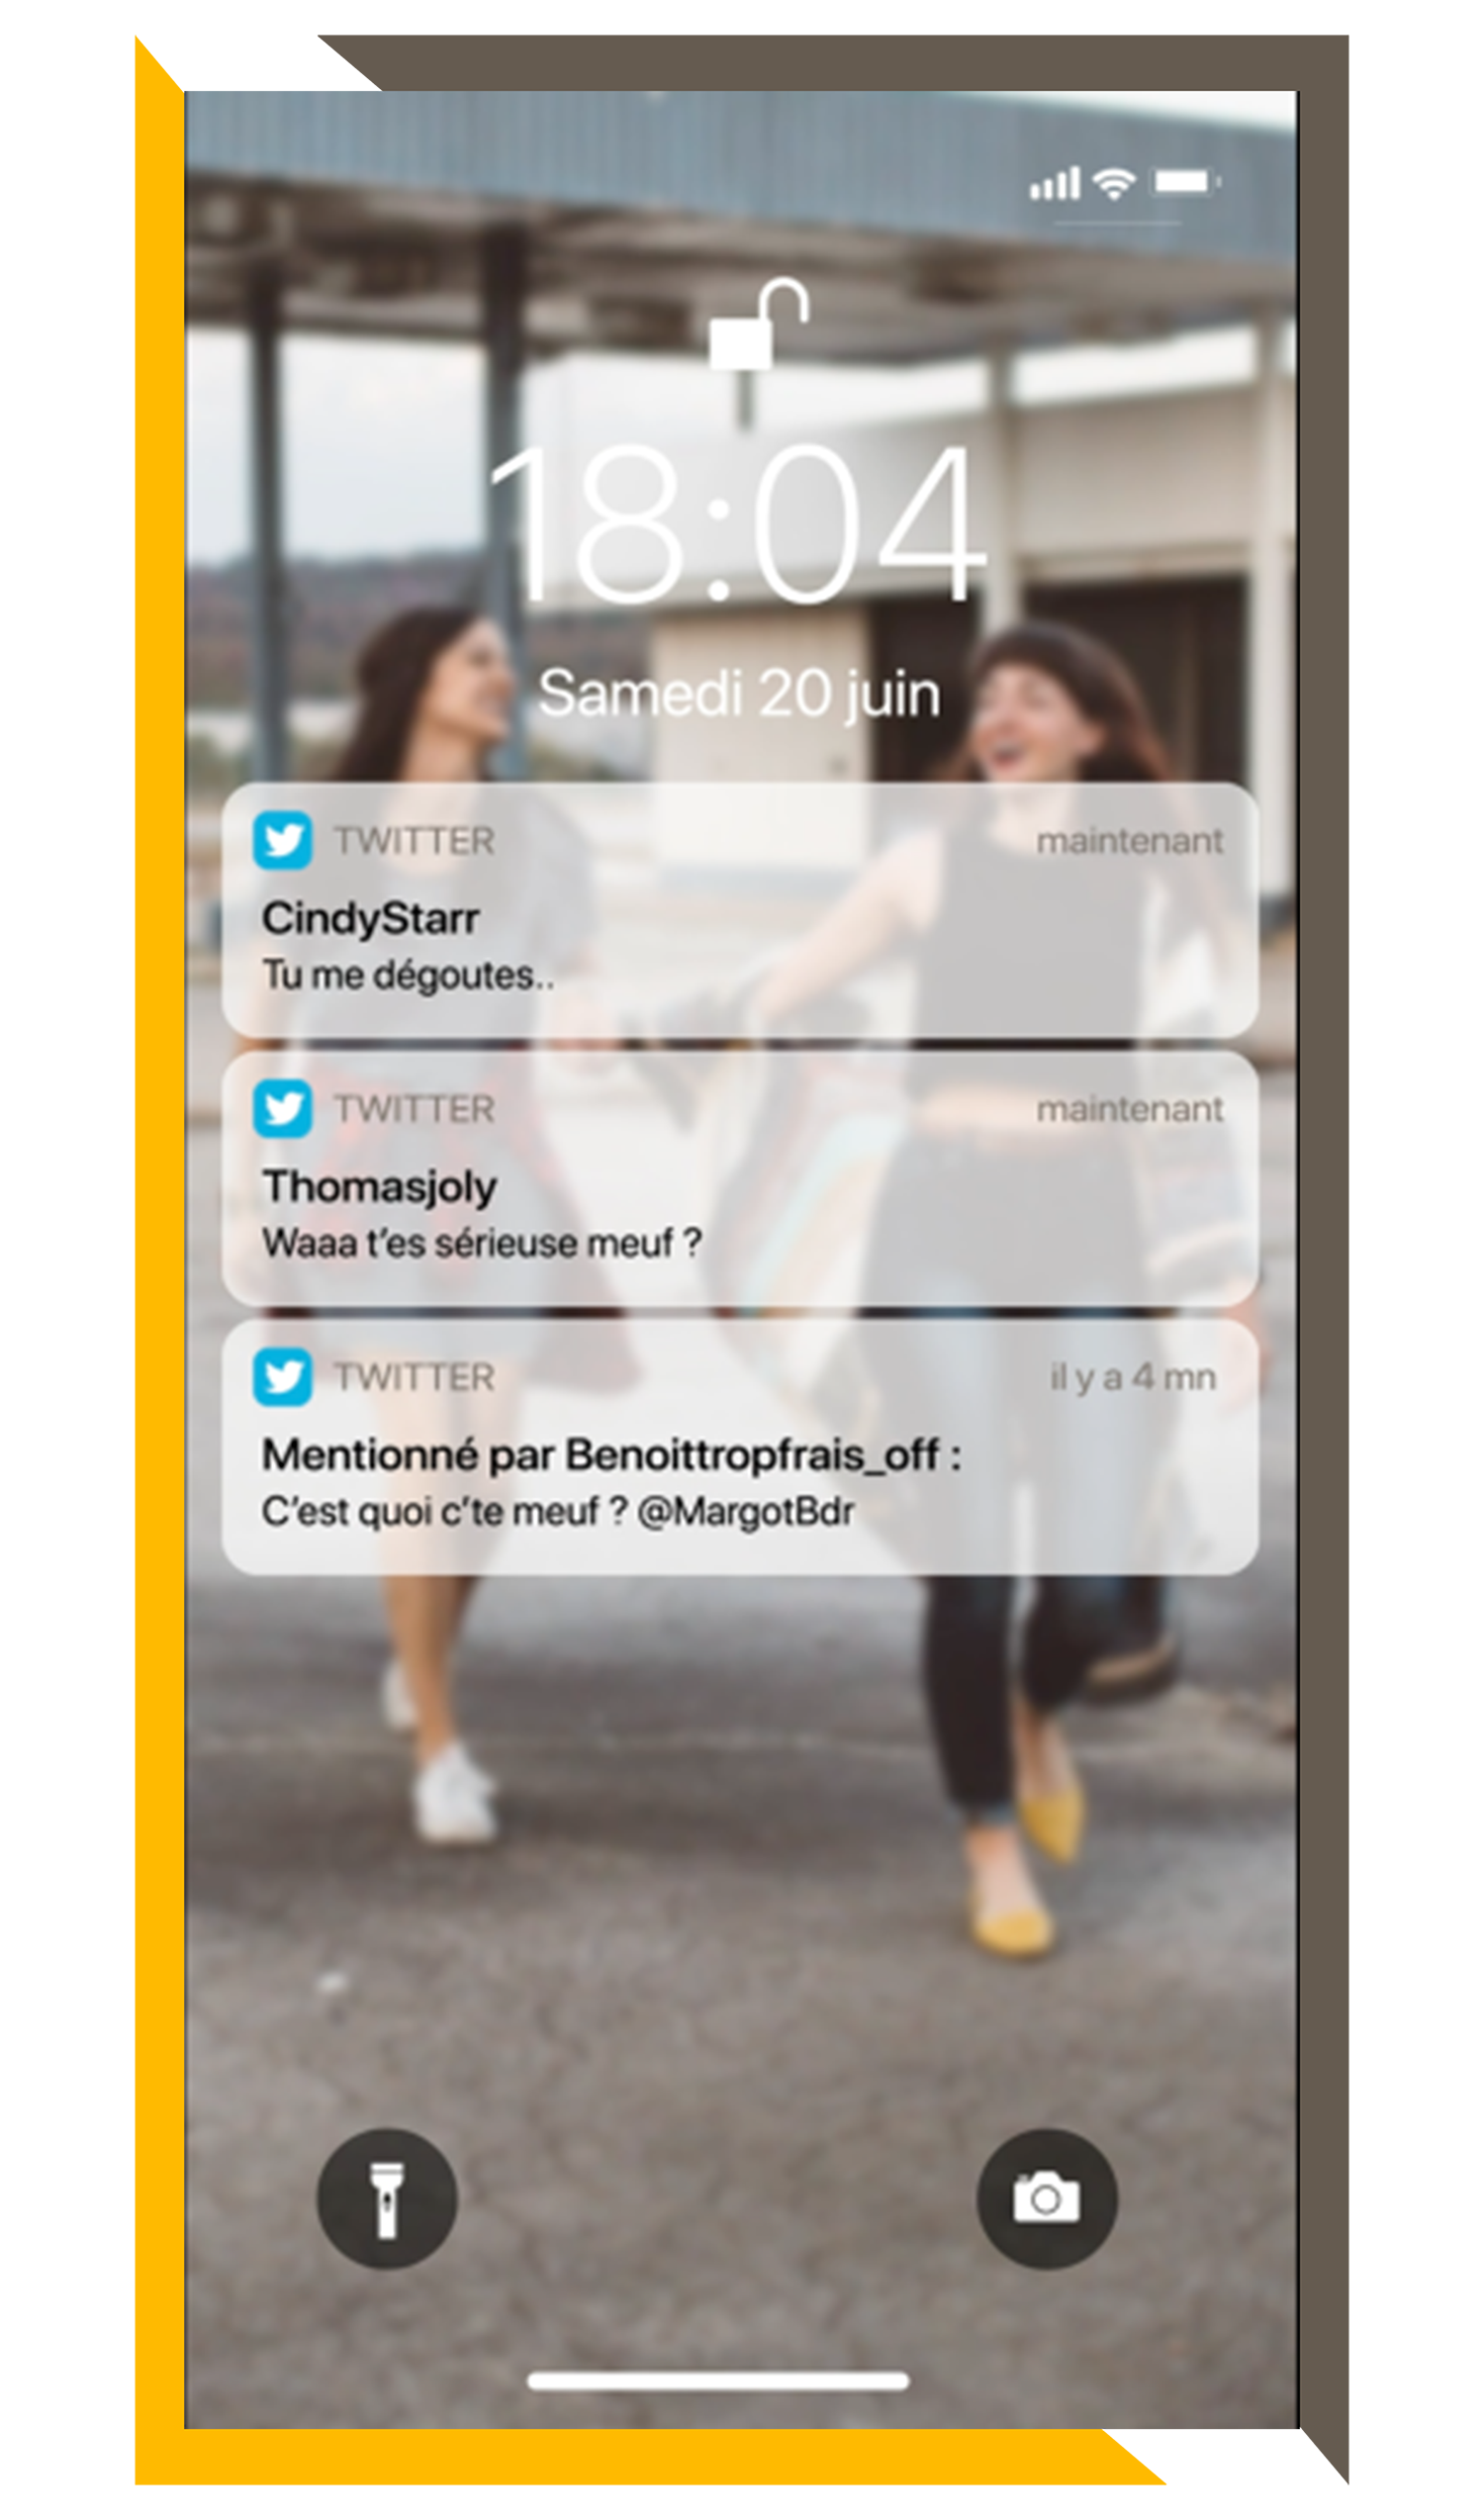 18:04
Samedi 20 juin
TWITTER maintenant
CindyStarr
Tu me dégoutes..
TWITTER maintenant
Thomasjoly
Waaa t’es sérieuse meuf ?
TWITTER il y a 4 mn
Mentionné par Benoittropfrais_off :
C’est quoi c’te meuf ? @MargotBdr